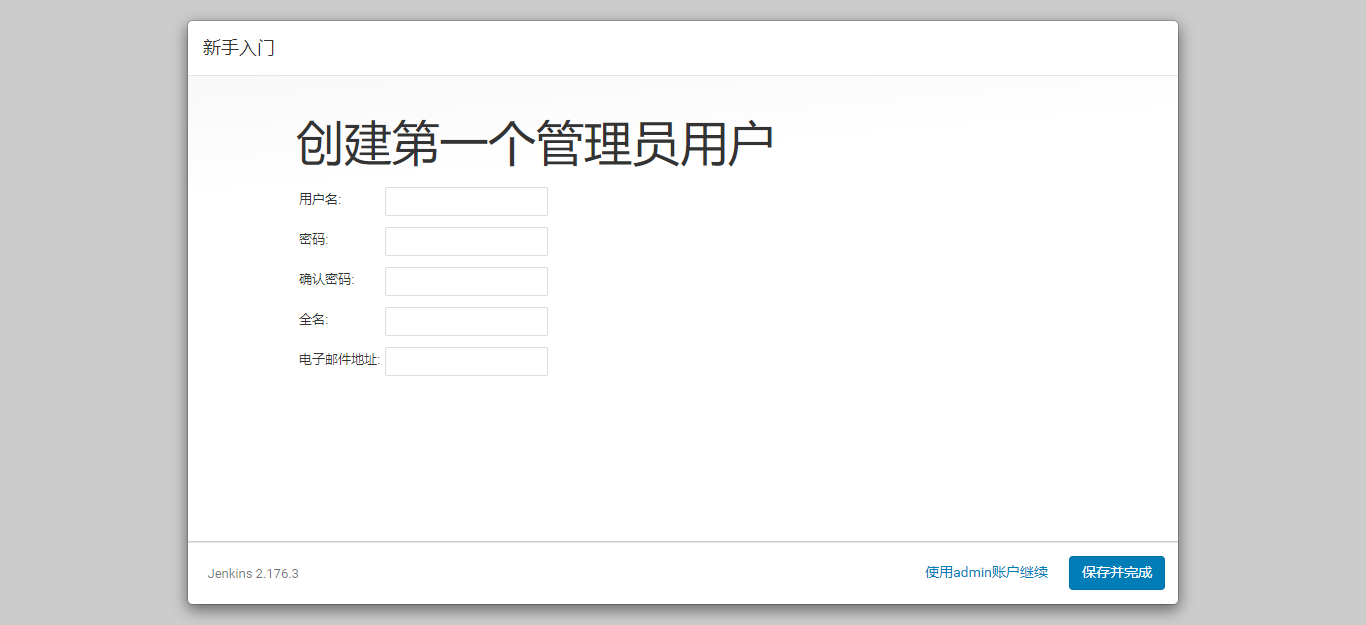 新手入门
创建第一个管理员用户
用户名:
密码:
确认密码:
全名:
电子邮件地址:
Jenkins 2.176.3
使用admin账户继续
保存并完成